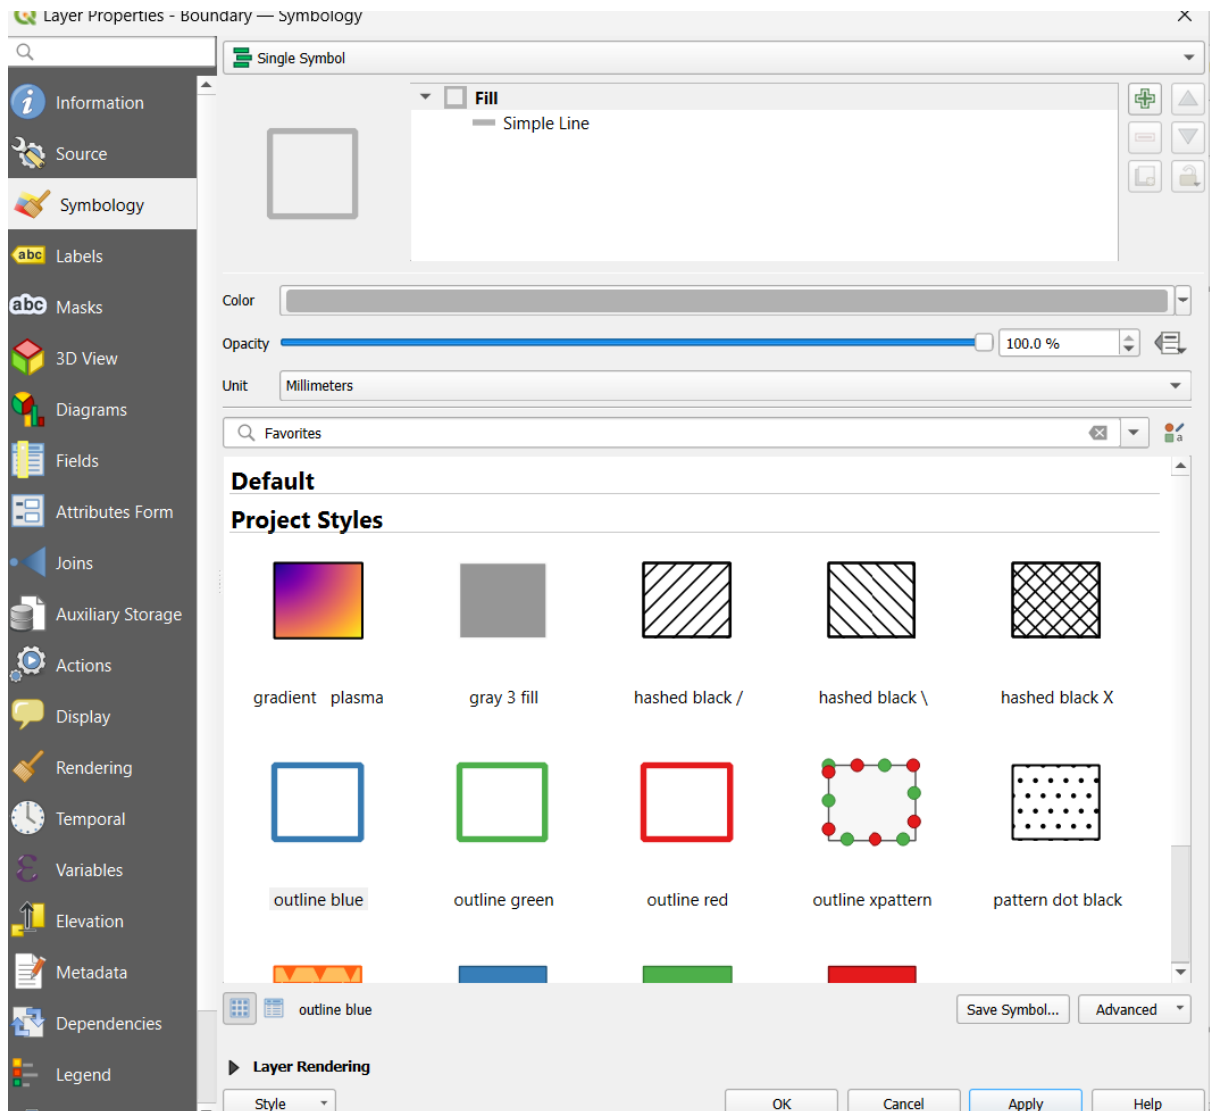 Layer Properties - Boundary — Symbology
Single Symbol
Information
Source
Symbology
abc Labels
abc Masks
3D View
Diagrams
Fields
Attributes Form
Joins
Auxiliary Storage
Actions
Display
Rendering
Temporal
Variables
Elevation
Metadata
Dependencies
Legend
Fill
Simple Line
Color
Opacity 100.0 %
Unit Millimeters
Favorites
a
Default
Project Styles
gradient plasma gray 3 fill hashed black / hashed black \ hashed black X
outline blue outline green outline red outline xpattern pattern dot black
outline blue Save Symbol... Advanced
Layer Rendering
Style OK Cancel Apply Help